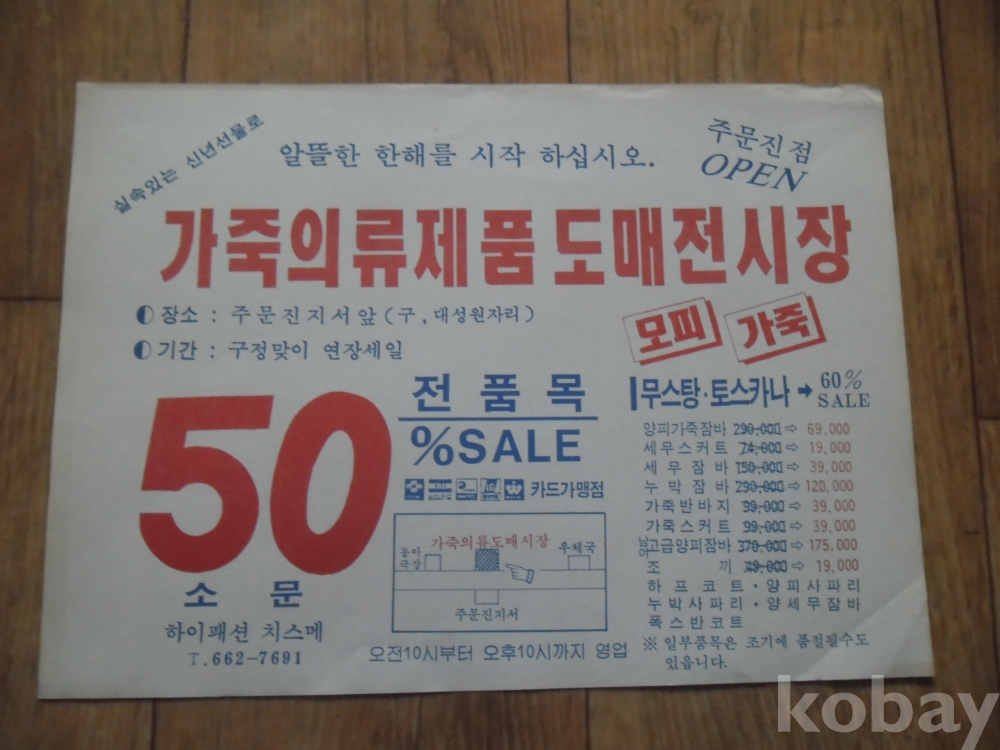 실속있는 신년선물로
알뜰한 한해를 시작 하십시오.
주문진점
OPEN
가죽의류제품 도매전시장
장소 : 주문진지서앞(구,대성원자리)
기간 : 구정맞이 연장세일
모피 가죽
50
전 품 목
%SALE
카드가맹점
가죽의류도매시장
동아
극장
우체국
주문진지서
소 문
하이패션 치스메
T.662-7691
오전10시부터 오후10시까지 영업
무스탕·토스카나 → 60%
SALE
양피가죽잠바 290,000 ⇨ 69,000
세무스커트 74,000 ⇨ 19,000
세무잠바 150,000 ⇨ 39,000
누박잠바 290,000 ⇨ 120,000
가죽반바지 99,000 ⇨ 39,000
가죽스커트 99,000 ⇨ 39,000
고급양피잠바 370,000 ⇨ 175,000
조 끼 49,000 ⇨ 19,000
하프코트·양피사파리
누박사파리·양세무잠바
폭스반코트
※ 일부품목은 조기에 품절될수도
있읍니다.
kobay